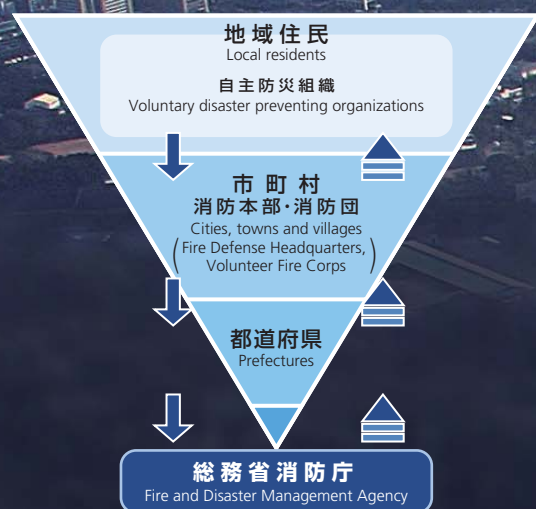 地域住民
Local residents
自主防災組織
Voluntary disaster preventing organizations
市町村
消防本部・消防団
Cities, towns and villages
(Fire Defense Headquarters,
Volunteer Fire Corps)
都道府県
Prefectures
総務省消防庁
Fire and Disaster Management Agency